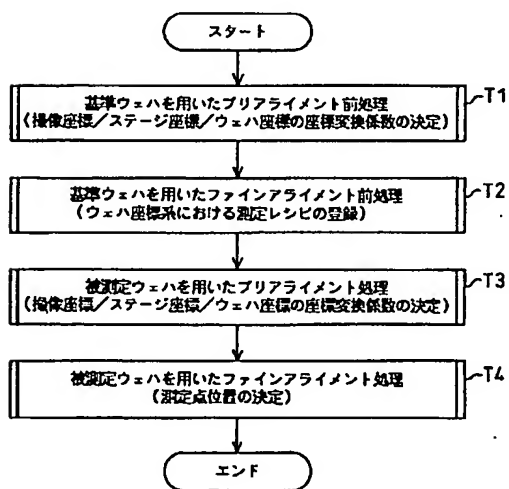 スタート
基準ウェハを用いたプリアライメント前処理
(撮像座標/ステージ座標/ウェハ座標の座標変換係数の決定)
T1
基準ウェハを用いたファインアライメント前処理
(ウェハ座標系における測定レシピの登録)
T2
被測定ウェハを用いたプリアライメント処理
(撮像座標/ステージ座標/ウェハ座標の座標変換係数の決定)
T3
被測定ウェハを用いたファインアライメント処理
(測定点位置の決定)
T4
エンド